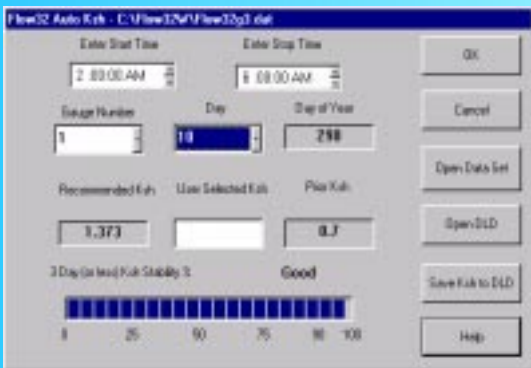 Flow32 Auto Ksh - C:\Flow32W\Flow32g3.dat
Enter Start Time Enter Stop Time
2 :00:00 AM 6 :00:00 AM
OK
Gauge Number Day Day of Year
1 10 290
Cancel
Open Data Set
Recommended Ksh User Selected Ksh Prior Ksh
1.373 0.7
Open DLD
3 Day (or less) Ksh Stability % Good
Save Ksh to DLD
0 25 50 75 90 100
Help